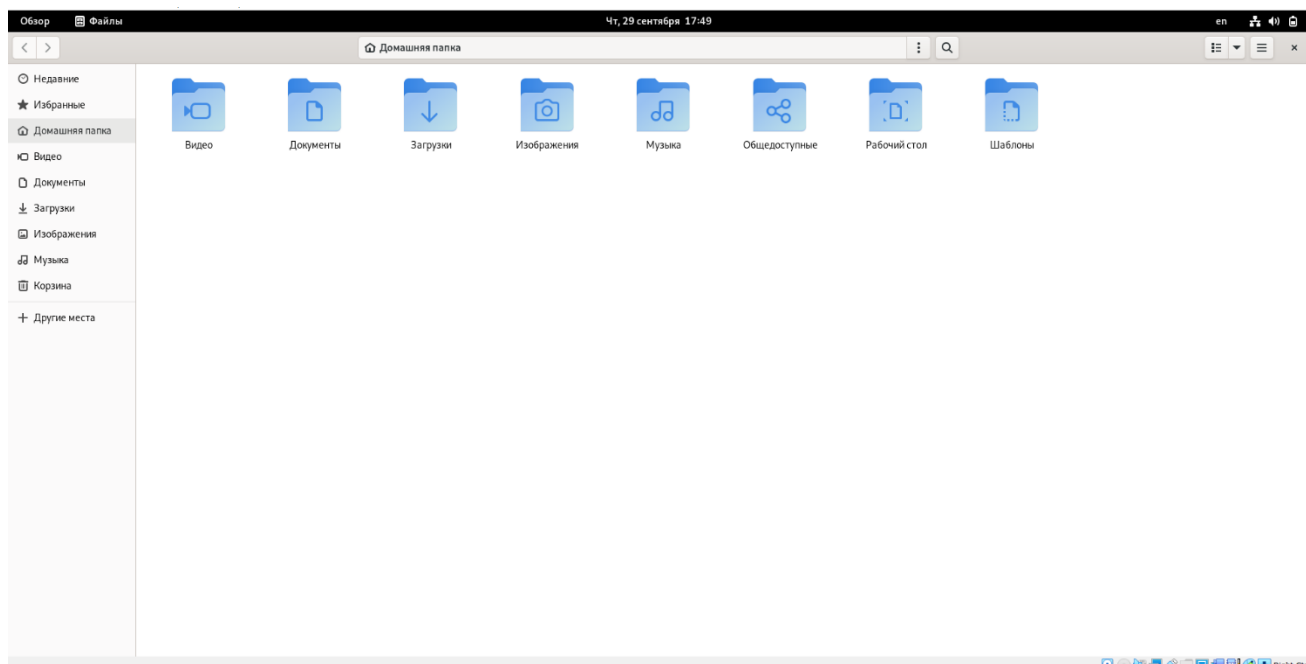 Обзор Файлы Чт, 29 сентября 17:49 en
Домашняя папка
Недавние
Избранные
Домашняя папка
Видео
Документы
Загрузки
Изображения
Музыка
Корзина
Другие места
Видео Документы Загрузки Изображения Музыка Общедоступные Рабочий стол Шаблоны